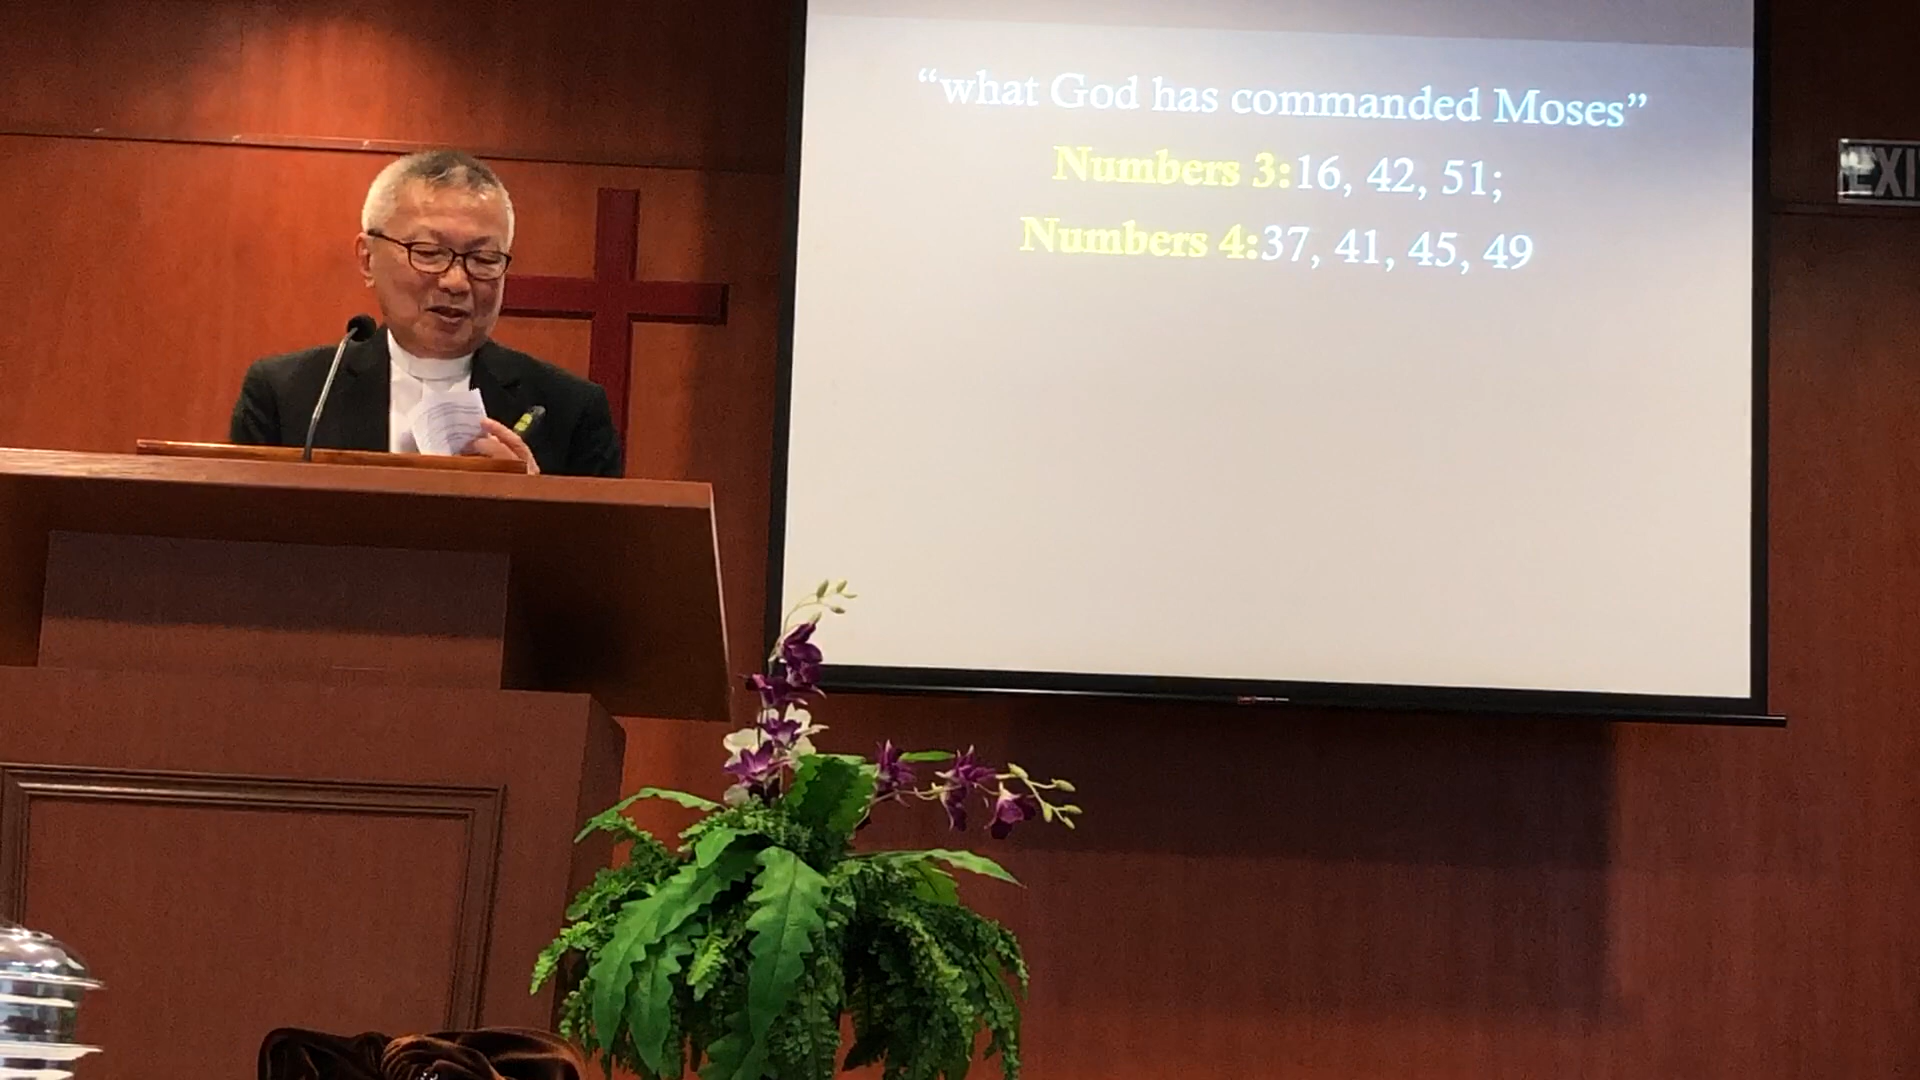 “what God has commanded Moses”
Numbers 3:16, 42, 51;
Numbers 4:37, 41, 45, 49
EXI